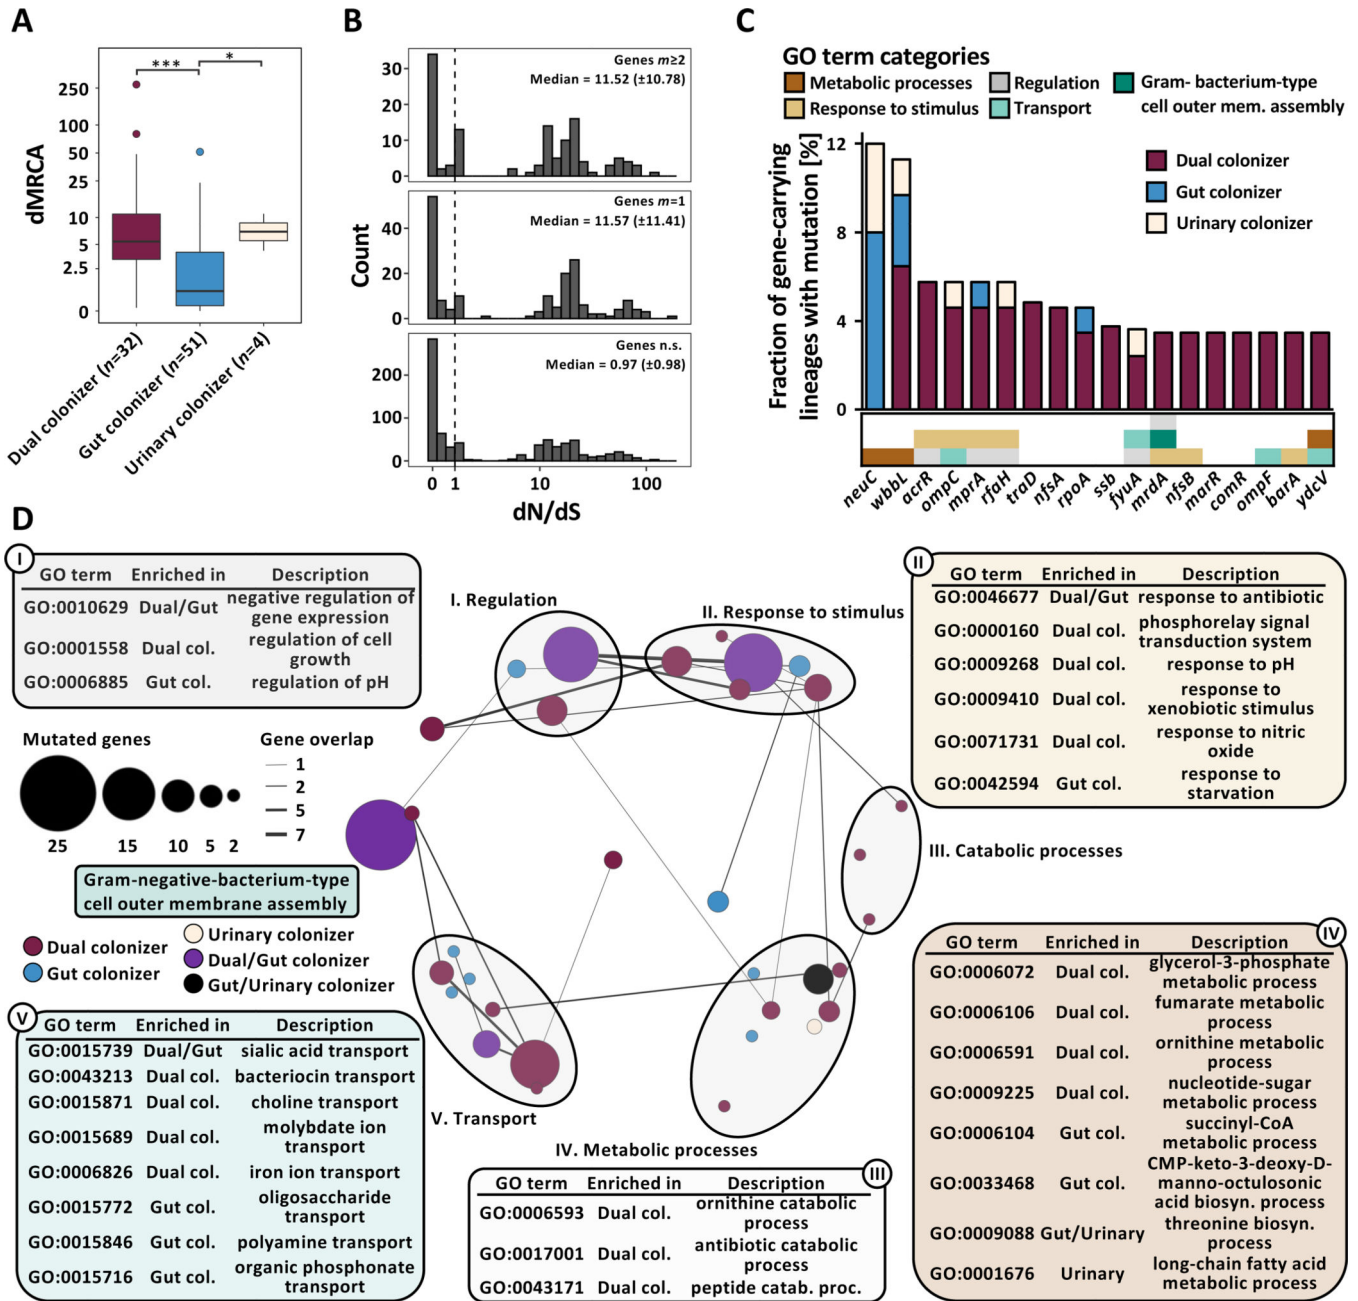 A
dMRCA
250
100
50
25
10
5
2.5
0
***
*
Dual colonizer (n=32)
Gut colonizer (n=51)
Urinary colonizer (n=4)
B
Count
30
20
10
0
Genes m≥2
Median = 11.52 (±10.78)
40
20
0
Genes m=1
Median = 11.57 (±11.41)
200
100
0
Genes n.s.
Median = 0.97 (±0.98)
0 1 10 100
dN/dS
C
GO term categories
Metabolic processes
Response to stimulus
Regulation
Transport
Gram- bacterium-type
cell outer mem. assembly
Fraction of gene-carrying
lineages with mutation [%]
12
8
4
0
Dual colonizer
Gut colonizer
Urinary colonizer
neuC
wbbL
acrR
ompC
mprA
rfaH
traD
nfsA
rpoA
ssb
fyuA
mrdA
nfsB
marR
comR
ompF
barA
ydcV
D
I
GO term Enriched in Description
GO:0010629 Dual/Gut negative regulation of
gene expression
GO:0001558 Dual col. regulation of cell
growth
GO:0006885 Gut col. regulation of pH
I. Regulation
II. Response to stimulus
II
GO term Enriched in Description
GO:0046677 Dual/Gut response to antibiotic
GO:0000160 Dual col. phosphorelay signal
transduction system
GO:0009268 Dual col. response to pH
GO:0009410 Dual col. response to
xenobiotic stimulus
GO:0071731 Dual col. response to nitric
oxide
GO:0042594 Gut col. response to
starvation
Mutated genes
25 15 10 5 2
Gene overlap
1
2
5
7
Gram-negative-bacterium-type
cell outer membrane assembly
Dual colonizer
Gut colonizer
Urinary colonizer
Dual/Gut colonizer
Gut/Urinary colonizer
III. Catabolic processes
V. Transport
IV. Metabolic processes
V
GO term Enriched in Description
GO:0015739 Dual/Gut sialic acid transport
GO:0043213 Dual col. bacteriocin transport
GO:0015871 Dual col. choline transport
GO:0015689 Dual col. molybdate ion
transport
GO:0006826 Dual col. iron ion transport
GO:0015772 Gut col. oligosaccharide
transport
GO:0015846 Gut col. polyamine transport
GO:0015716 Gut col. organic phosphonate
transport
III
GO term Enriched in Description
GO:0006593 Dual col. ornithine catabolic
process
GO:0017001 Dual col. antibiotic catabolic
process
GO:0043171 Dual col. peptide catab. proc.
IV
GO term Enriched in Description
GO:0006072 Dual col. glycerol-3-phosphate
metabolic process
GO:0006106 Dual col. fumarate metabolic
process
GO:0006591 Dual col. ornithine metabolic
process
GO:0009225 Dual col. nucleotide-sugar
metabolic process
GO:0006104 Gut col. succinyl-CoA
metabolic process
GO:0033468 Gut col. CMP-keto-3-deoxy-D-
manno-octulosonic
acid biosyn. process
GO:0009088 Gut/Urinary threonine biosyn.
process
GO:0001676 Urinary long-chain fatty acid
metabolic process